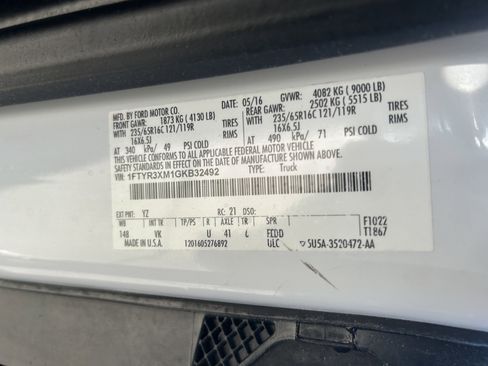 MFD. BY FORD MOTOR CO. 05/16 GVWR: 4082 KG ( 9000 LB)
FRONT GAWR: 1873 KG ( 4130 LB) REAR GAWR: 2502 KG ( 5515 LB)
WITH 235/65R16C 121/119R TIRES WITH 235/65R16C 121/119R TIRES
16X6.5J RIMS 16X6.5J RIMS
AT 340 kPa/ 49 PSI COLD AT 490 kPa/ 71 PSI COLD
THIS VEHICLE CONFORMS TO ALL APPLICABLE FEDERAL MOTOR VEHICLE
SAFETY STANDARDS IN EFFECT ON THE DATE OF MANUFACTURE SHOWN ABOVE.
VIN: 1FTYR3XM1GKB32492 TYPE: Truck
EXT PNT: YZ RC: 21 DSO:
WB INT TR TP/PS R AXLE TR SPR F1022
148 VK U 41 L FEDD T1867
MADE IN U.S.A. 1201605276892 ULC 5USA-3520472-AA